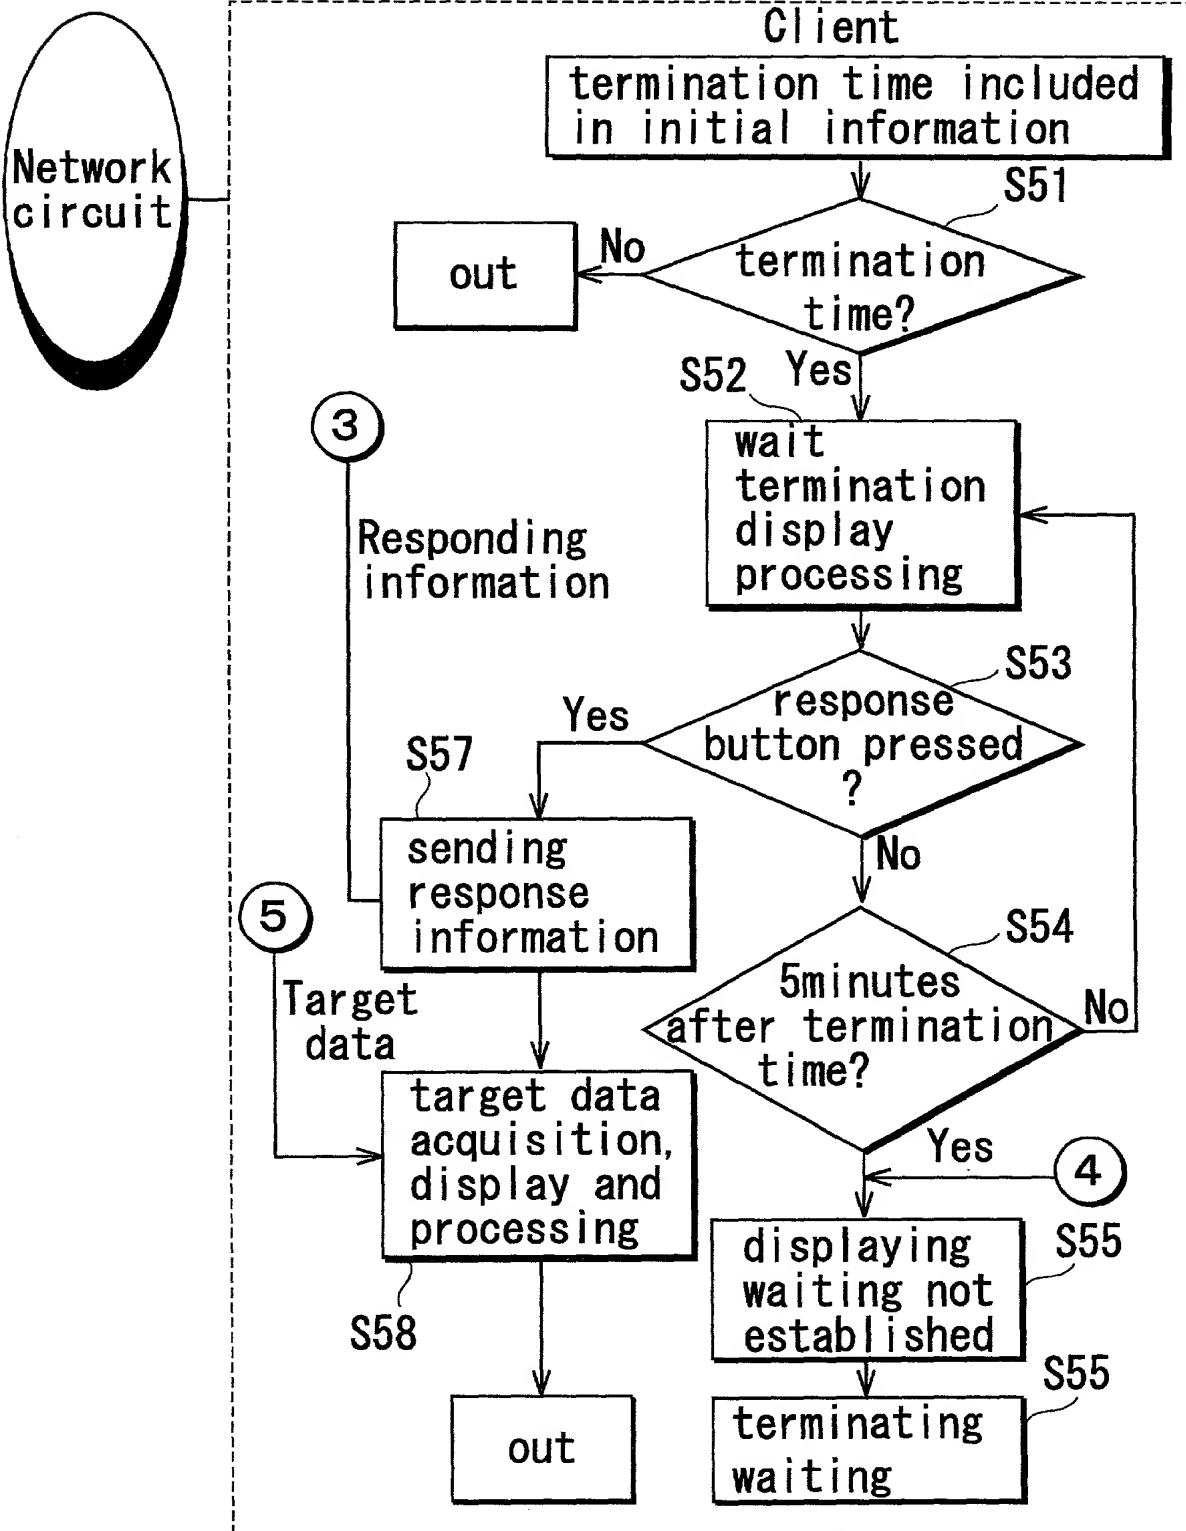 Client
termination time included
in initial information
Network
circuit
S51
No
out
termination
time?
Yes
S52
3
wait
termination
display
processing
Responding
information
S53
response
button pressed
?
Yes
S57
No
sending
response
information
5
S54
5minutes
after termination
time?
No
Target
data
target data
acquisition,
display and
processing
Yes
4
S55
displaying
waiting not
established
S58
S55
terminating
waiting
out